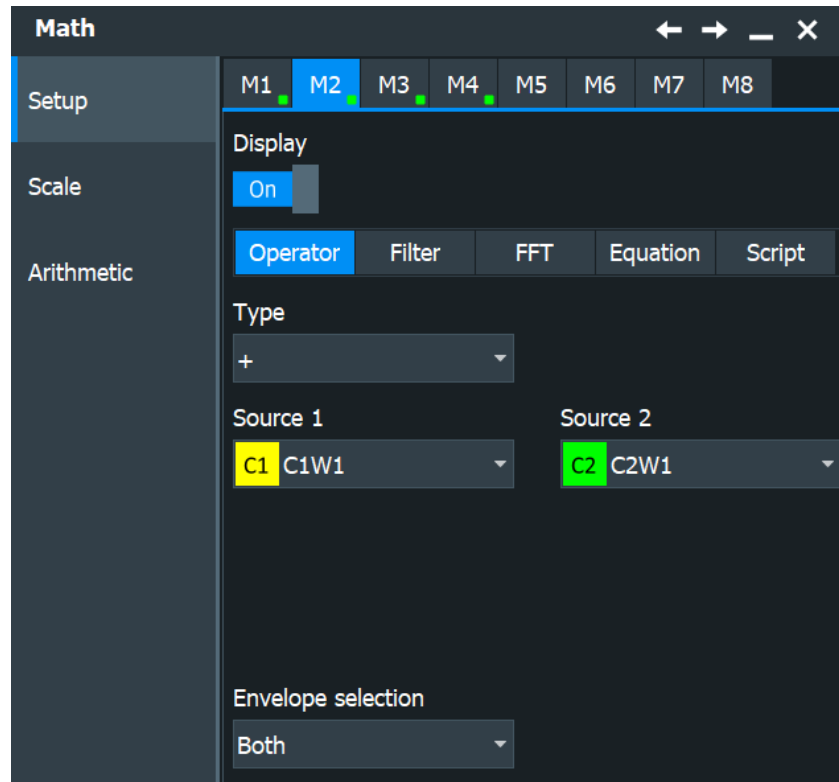 Math
Setup
Scale
Arithmetic
M1 M2 M3 M4 M5 M6 M7 M8
Display
On
Operator Filter FFT Equation Script
Type
+
Source 1 Source 2
C1 C1W1 C2 C2W1
Envelope selection
Both